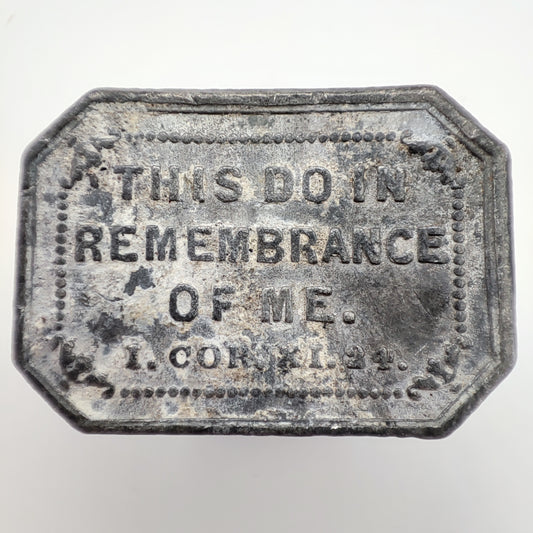 THIS DO IN
REMEMBRANCE
OF ME.
I. COR. XI. 24.